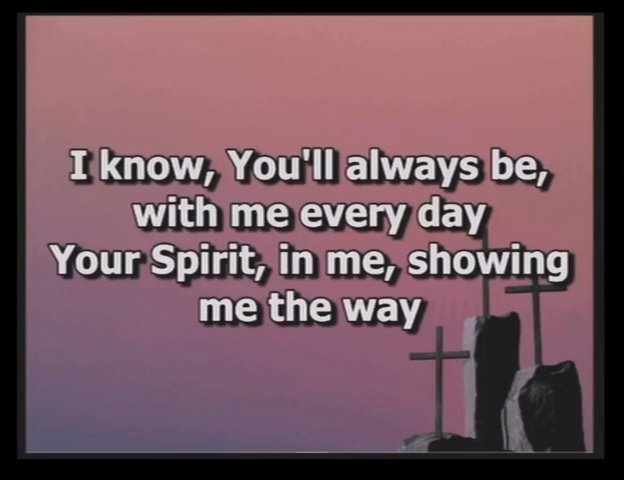 I know, You'll always be,
with me every day
Your Spirit, in me, showing
me the way